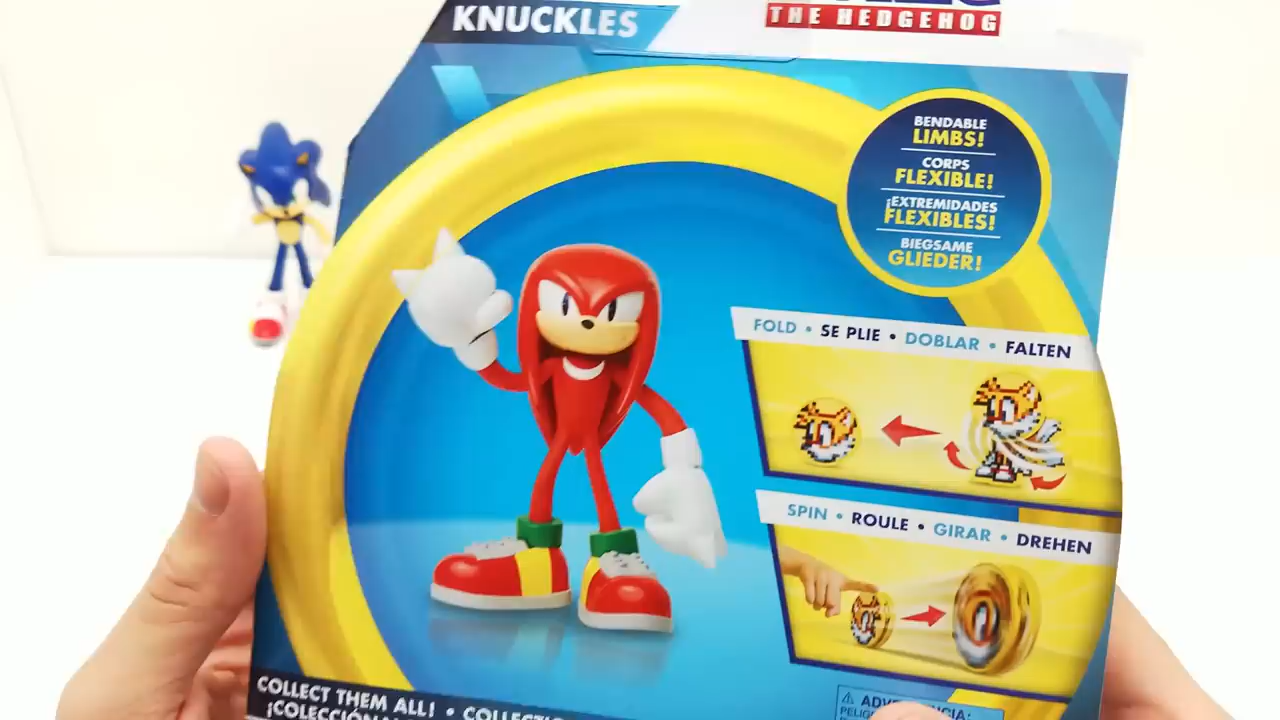 KNUCKLES
THE HEDGEHOG
BENDABLE
LIMBS!
CORPS
FLEXIBLE!
¡EXTREMIDADES
FLEXIBLES!
BIEGSAME
GLIEDER!
FOLD • SE PLIE • DOBLAR • FALTEN
SPIN • ROULE • GIRAR • DREHEN
COLLECT THEM ALL! •